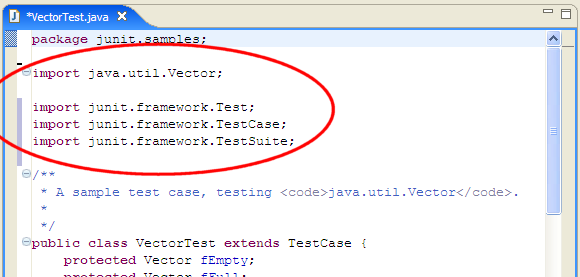 *VectorTest.java
package junit.samples;
import java.util.Vector;
import junit.framework.Test;
import junit.framework.TestCase;
import junit.framework.TestSuite;
/**
* A sample test case, testing <code>java.util.Vector</code>.
*
*/
public class VectorTest extends TestCase {
protected Vector fEmpty;
protected Vector fFull;